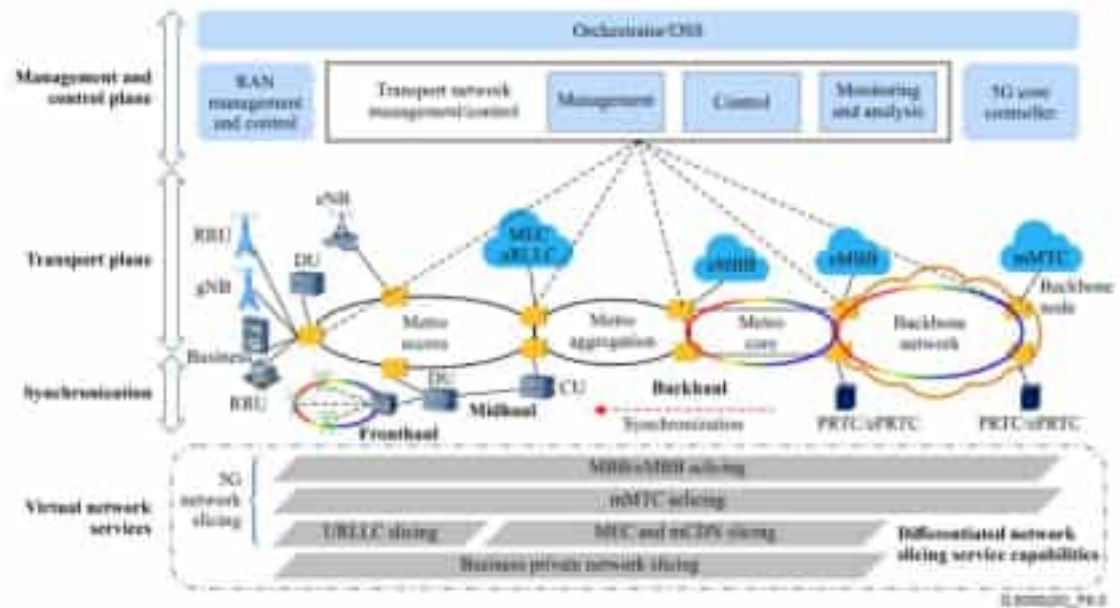 Orchestrator/OSS
Management and
control plane
RAN
management
and control
Transport network
management/control
Management
Control
Monitoring
and analysis
5G core
controller
Transport plane
RRU
gNB
eNB
DU
Business
RRU
MEC
uRLLC
eMBB
eMBB
mMTC
Backbone
node
Metro
access
Metro
aggregation
Metro
core
Backbone
network
Synchronization
DU
CU
Fronthaul
Midhaul
Backhaul
Synchronization
PRTC/ePRTC
PRTC/ePRTC
Virtual network
services
5G
network
slicing
MBB/eMBB slicing
mMTC slicing
URLLC slicing
MEC and mCDN slicing
Business private network slicing
Differentiated network
slicing service capabilities